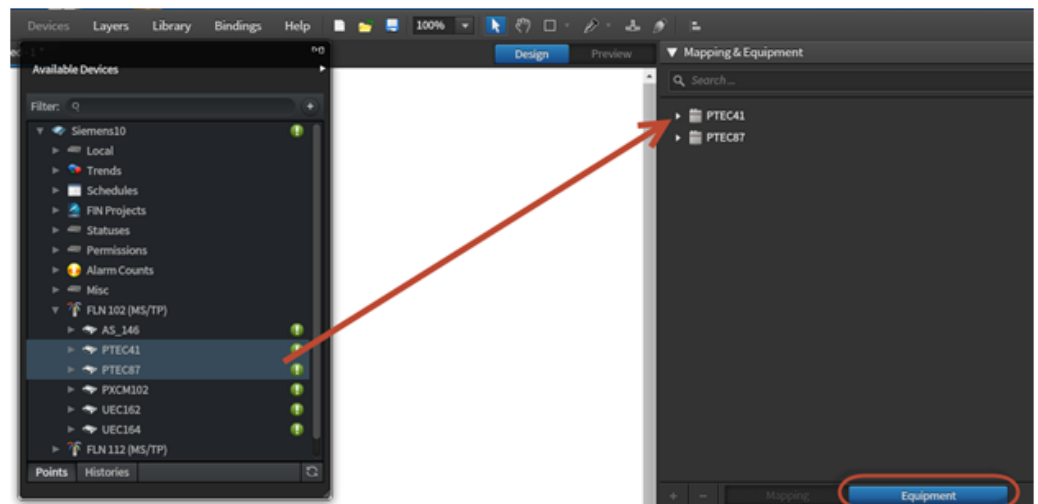 Devices Layers Library Bindings Help 100%
Design Preview
Available Devices
Filter:
Siemens10
Local
Trends
Schedules
FIN Projects
Statuses
Permissions
Alarm Counts
Misc
FLN 102 (MS/TP)
AS_146
PTEC41
PTEC87
PXCM102
UEC162
UEC164
FLN 112 (MS/TP)
Points Histories
Mapping & Equipment
Search...
PTEC41
PTEC87
+ - Mapping Equipment